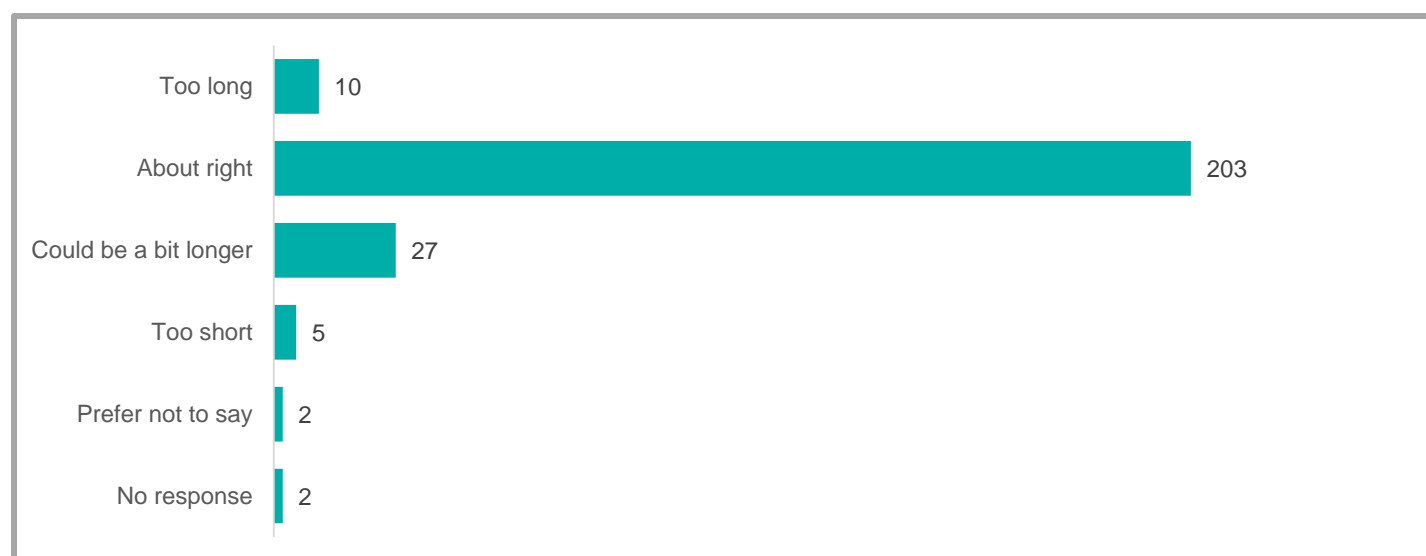 Too long 10
About right 203
Could be a bit longer 27
Too short 5
Prefer not to say 2
No response 2